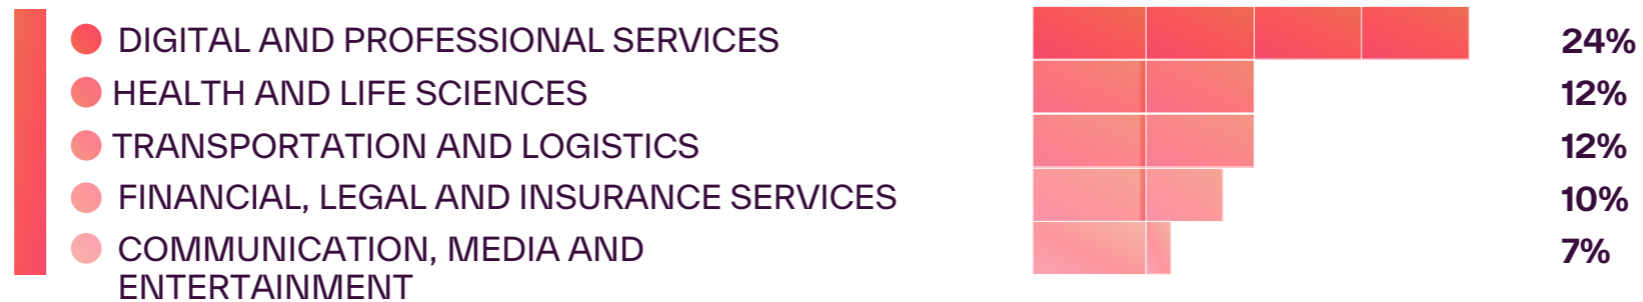 DIGITAL AND PROFESSIONAL SERVICES 24%
HEALTH AND LIFE SCIENCES 12%
TRANSPORTATION AND LOGISTICS 12%
FINANCIAL, LEGAL AND INSURANCE SERVICES 10%
COMMUNICATION, MEDIA AND 7%
ENTERTAINMENT